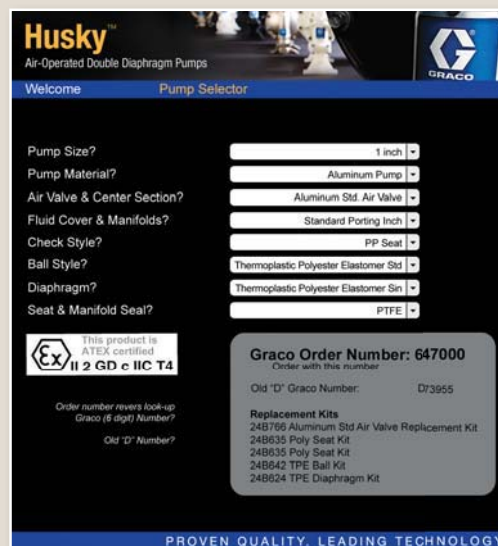 Husky™
Air-Operated Double Diaphragm Pumps
GRACO
Welcome Pump Selector
Pump Size? 1 inch
Pump Material? Aluminum Pump
Air Valve & Center Section? Aluminum Std. Air Valve
Fluid Cover & Manifolds? Standard Porting Inch
Check Style? PP Seat
Ball Style? Thermoplastic Polyester Elastomer Std
Diaphragm? Thermoplastic Polyester Elastomer Sin
Seat & Manifold Seal? PTFE
This product is
ATEX certified
Ex II 2 GD c IIC T4
Graco Order Number: 647000
Order with this number
Old "D" Graco Number: D73955
Order number revers look-up
Graco (6 digit) Number?
Old "D" Number?
Replacement Kits
24B766 Aluminum Std Air Valve Replacement Kit
24B635 Poly Seat Kit
24B635 Poly Seat Kit
24B642 TPE Ball Kit
24B624 TPE Diaphragm Kit
PROVEN QUALITY. LEADING TECHNOLOGY